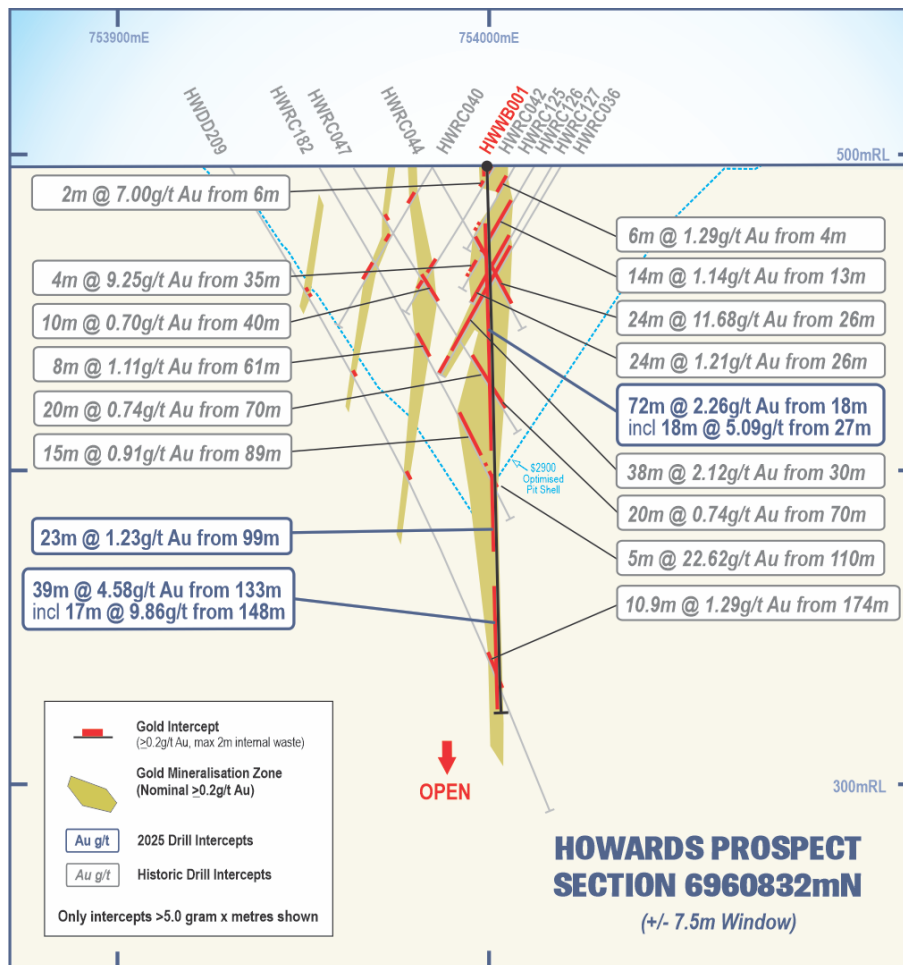 753900mE
754000mE
HWDD209
HWRC182
HWRC047
HWRC044
HWRC040
HWWB001
HWRC042
HWRC125
HWRC126
HWRC127
HWRC036
500mRL
2m @ 7.00g/t Au from 6m
4m @ 9.25g/t Au from 35m
10m @ 0.70g/t Au from 40m
8m @ 1.11g/t Au from 61m
20m @ 0.74g/t Au from 70m
15m @ 0.91g/t Au from 89m
23m @ 1.23g/t Au from 99m
39m @ 4.58g/t Au from 133m
incl 17m @ 9.86g/t from 148m
6m @ 1.29g/t Au from 4m
14m @ 1.14g/t Au from 13m
24m @ 11.68g/t Au from 26m
24m @ 1.21g/t Au from 26m
72m @ 2.26g/t Au from 18m
incl 18m @ 5.09g/t from 27m
38m @ 2.12g/t Au from 30m
20m @ 0.74g/t Au from 70m
5m @ 22.62g/t Au from 110m
10.9m @ 1.29g/t Au from 174m
$2900
Optimised
Pit Shell
OPEN
300mRL
Gold Intercept
(≥0.2g/t Au, max 2m internal waste)
Gold Mineralisation Zone
(Nominal ≥0.2g/t Au)
Au g/t
2025 Drill Intercepts
Au g/t
Historic Drill Intercepts
Only intercepts >5.0 gram x metres shown
HOWARDS PROSPECT
SECTION 6960832mN
(+/- 7.5m Window)